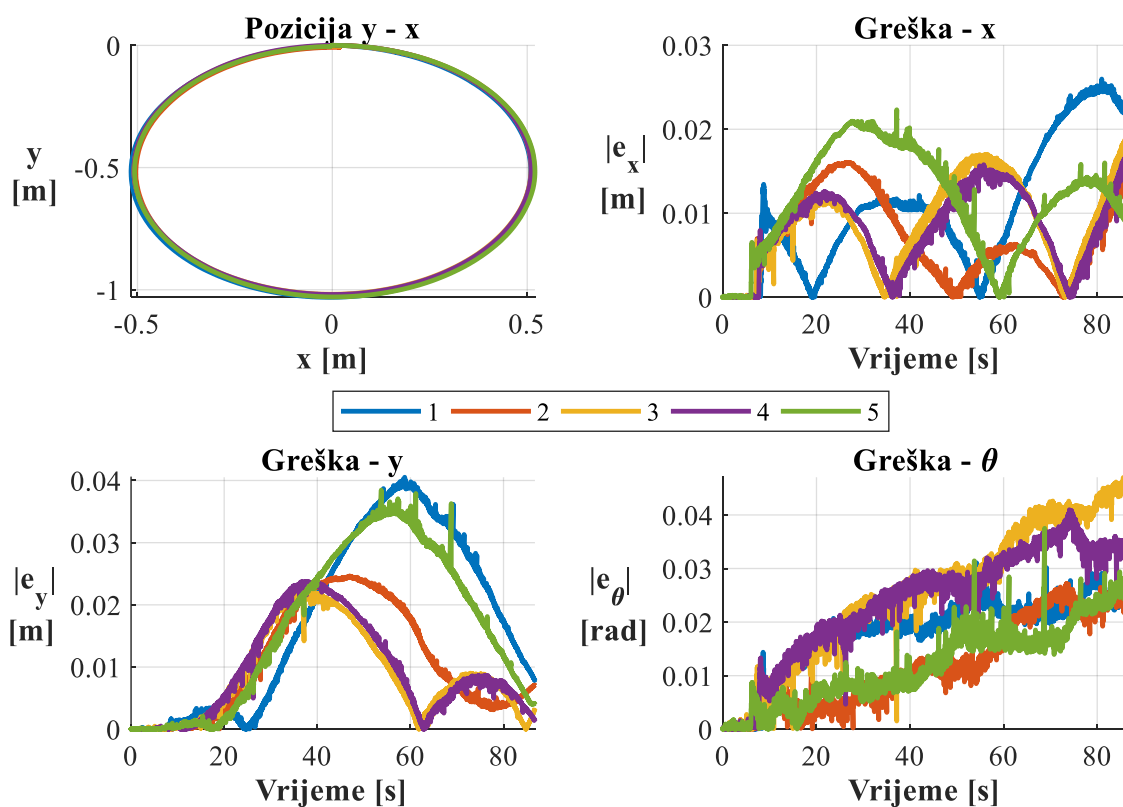 Pozicija y - x
0
-0.5
-1
y
[m]
-0.5
0
0.5
x [m]
Greška - x
0.03
0.02
0.01
0
|e_x|
[m]
0
20
40
60
80
Vrijeme [s]
1
2
3
4
5
Greška - y
0.04
0.03
0.02
0.01
0
|e_y|
[m]
0
20
40
60
80
Vrijeme [s]
Greška - θ
0.04
0.03
0.02
0.01
0
|e_θ|
[rad]
0
20
40
60
80
Vrijeme [s]